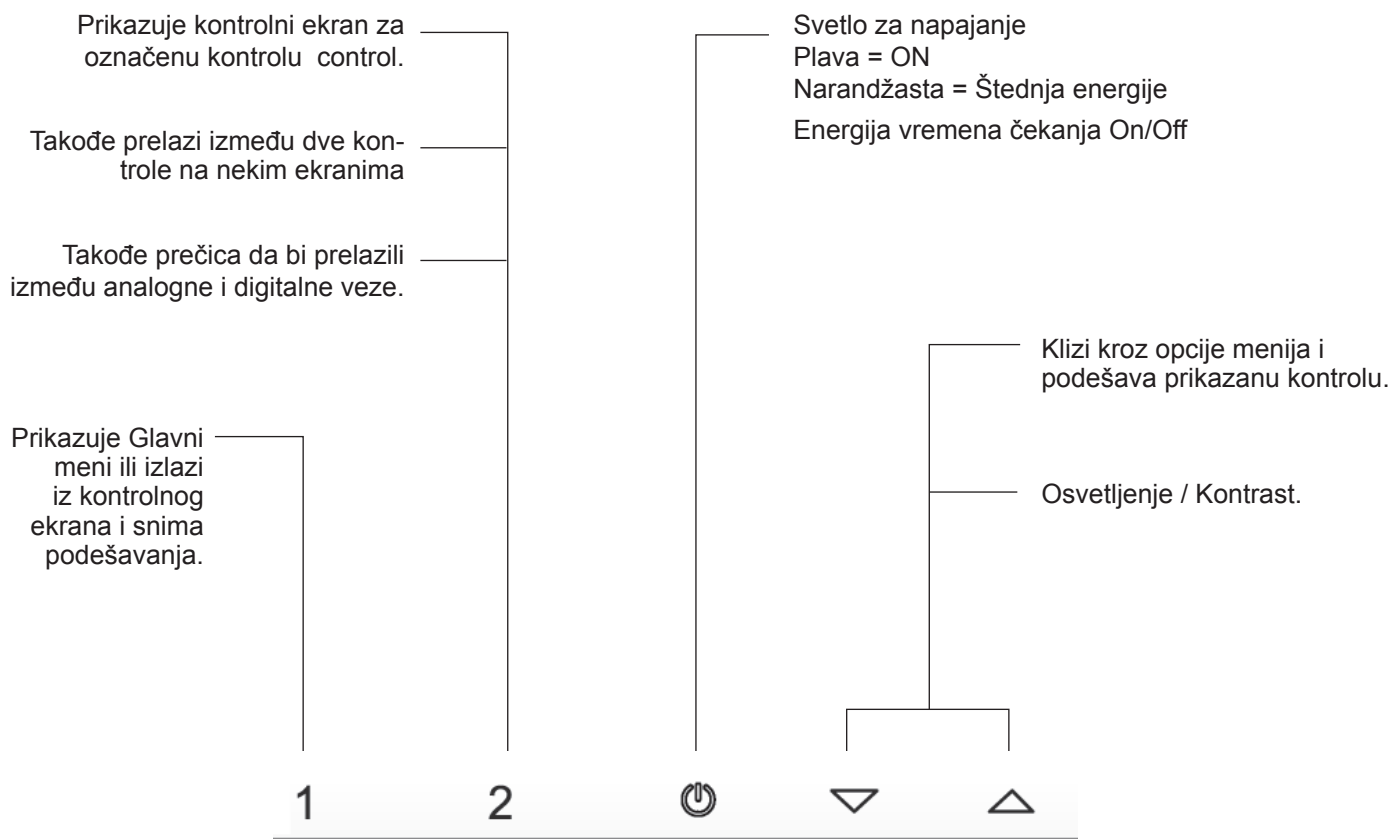 Prikazuje kontrolni ekran za
označenu kontrolu  control.
Takođe prelazi između dve kon-
trole na nekim ekranima
Takođe prečica da bi prelazili
između analogne i digitalne veze.
Prikazuje Glavni
meni ili izlazi
iz kontrolnog
ekrana i snima
podešavanja.
Svetlo za napajanje
Plava = ON
Narandžasta = Štednja energije
Energija vremena čekanja On/Off
Klizi kroz opcije menija i
podešava prikazanu kontrolu.
Osvetljenje / Kontrast.
1 2